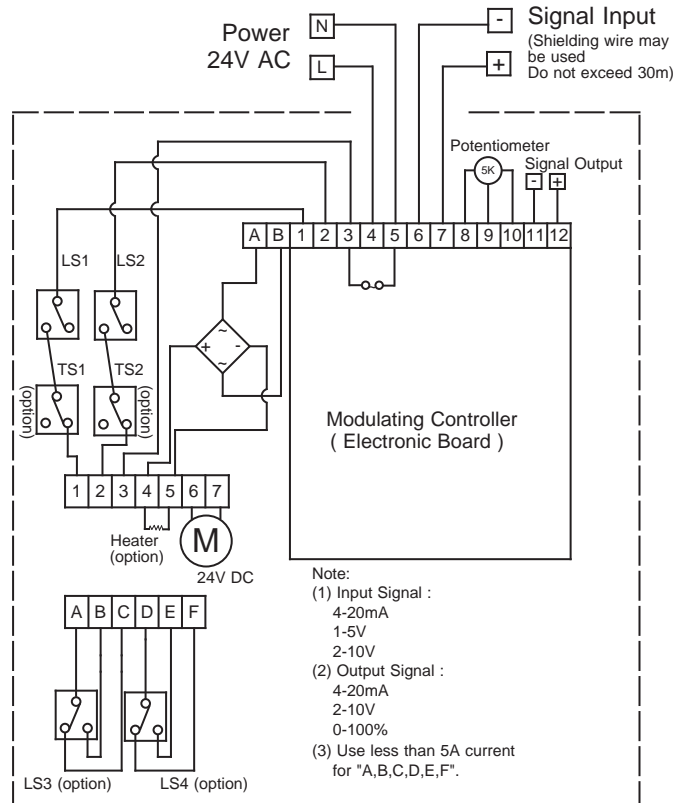 Power
24V AC
N
L
-
+
Signal Input
(Shielding wire may
be used
Do not exceed 30m)
Potentiometer
5K
Signal Output
- +
A B 1 2 3 4 5 6 7 8 9 10 11 12
LS1 LS2
~
+ -
~
TS1 TS2
(option) (option)
Modulating Controller
( Electronic Board )
1 2 3 4 5 6 7
Heater
(option)
M
24V DC
A B C D E F
LS3 (option) LS4 (option)
Note:
(1) Input Signal :
4-20mA
1-5V
2-10V
(2) Output Signal :
4-20mA
2-10V
0-100%
(3) Use less than 5A current
for "A,B,C,D,E,F".